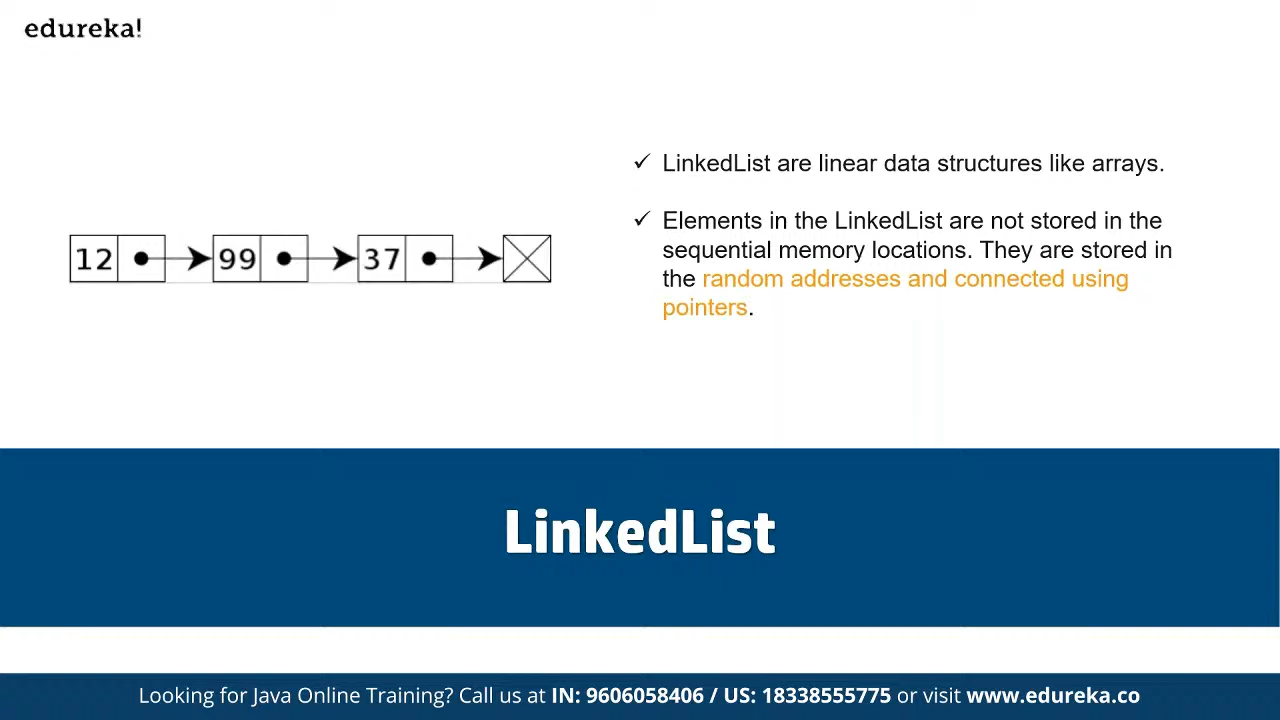 edureka!
✓ LinkedList are linear data structures like arrays.
✓ Elements in the LinkedList are not stored in the
sequential memory locations. They are stored in
the random addresses and connected using
pointers.
12 99 37
LinkedList
Looking for Java Online Training? Call us at IN: 9606058406 / US: 18338555775 or visit www.edureka.co